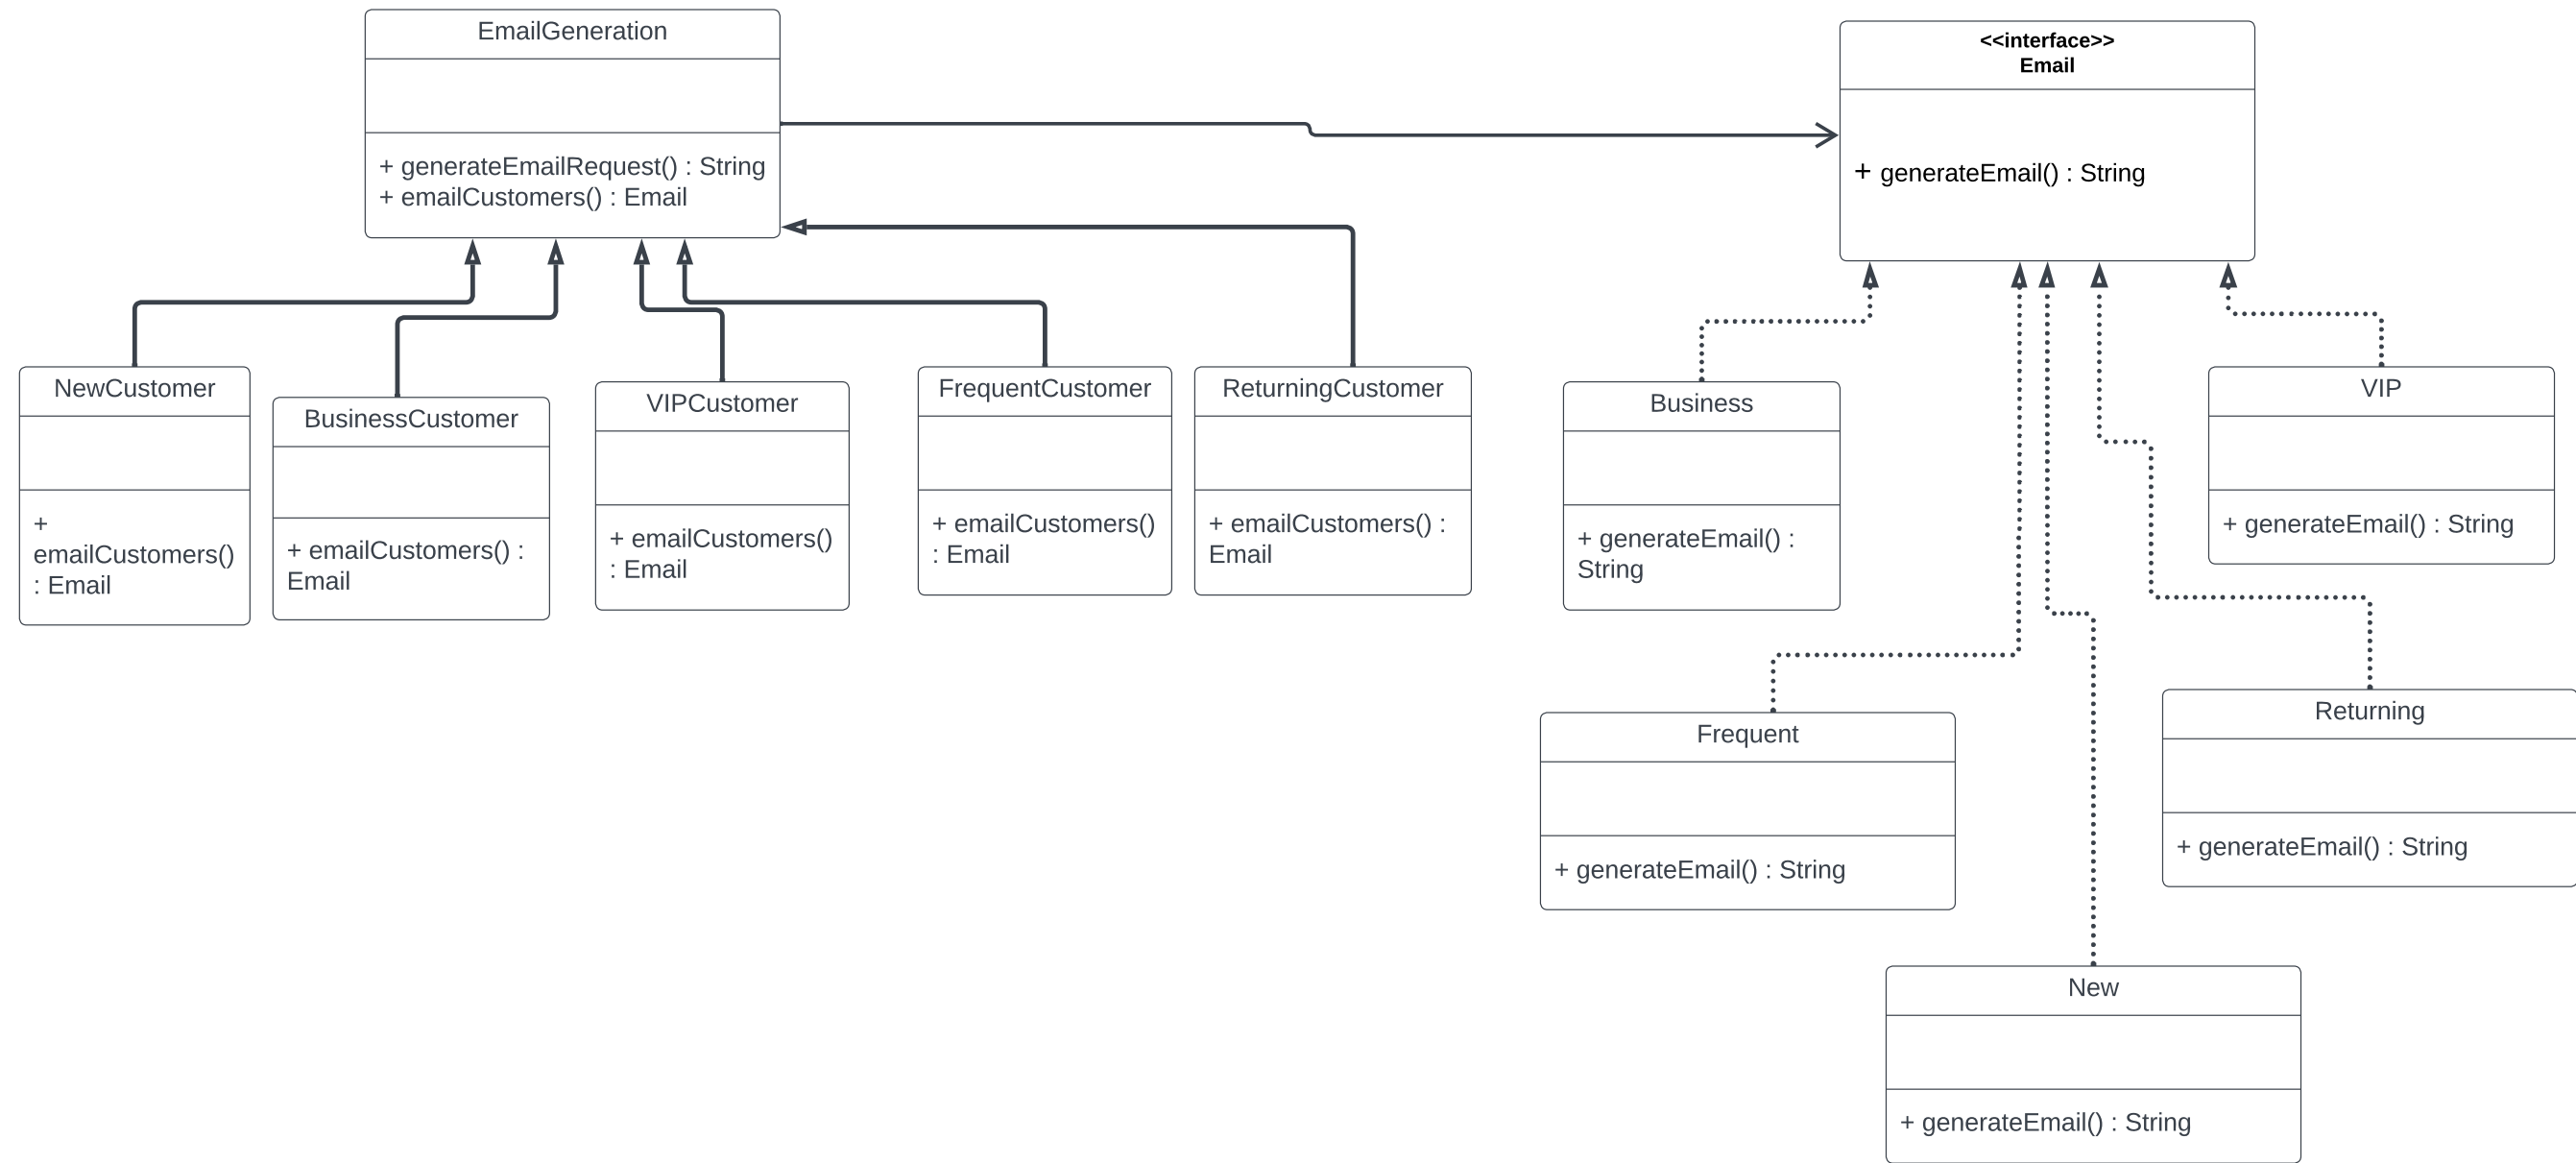 EmailGeneration
+ generateEmailRequest() : String
+ emailCustomers() : Email
<<interface>>
Email
+ generateEmail() : String
NewCustomer
+
emailCustomers()
: Email
BusinessCustomer
+ emailCustomers() :
Email
VIPCustomer
+ emailCustomers()
: Email
FrequentCustomer
+ emailCustomers()
: Email
ReturningCustomer
+ emailCustomers() :
Email
Business
+ generateEmail() :
String
VIP
+ generateEmail() : String
Frequent
+ generateEmail() : String
Returning
+ generateEmail() : String
New
+ generateEmail() : String